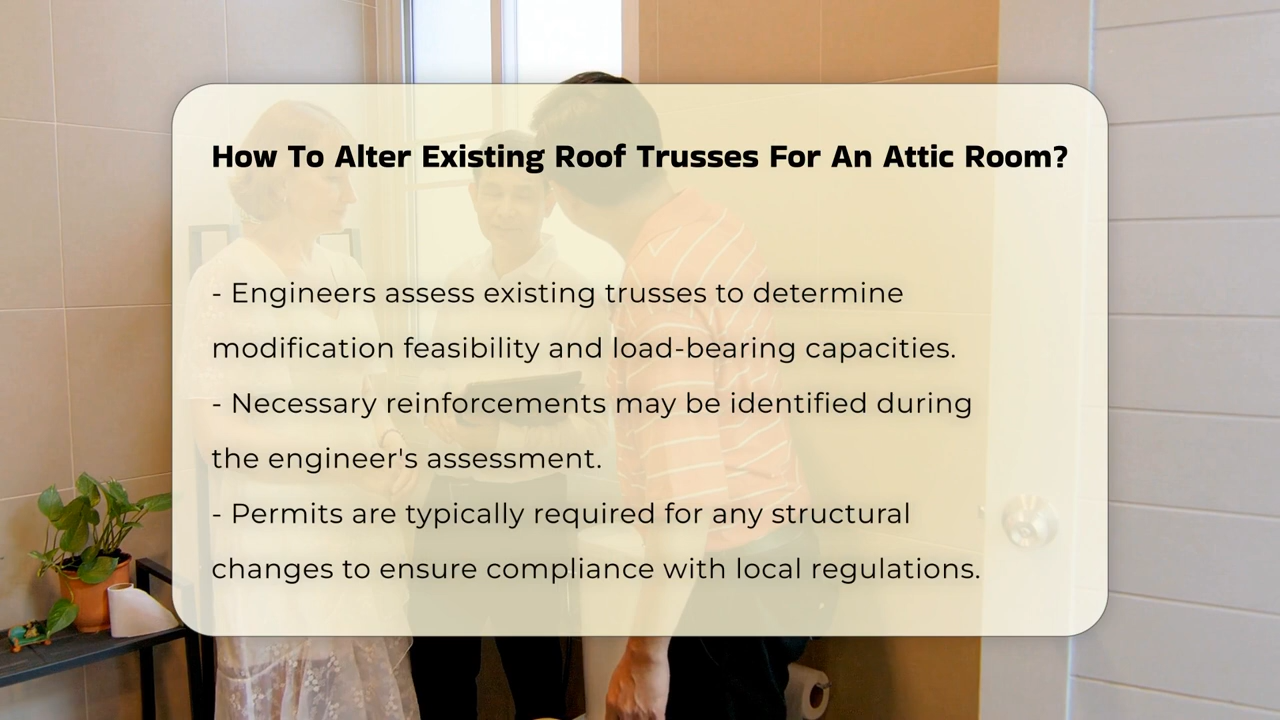 How To Alter Existing Roof Trusses For An Attic Room?
- Engineers assess existing trusses to determine
modification feasibility and load-bearing capacities.
- Necessary reinforcements may be identified during
the engineer's assessment.
- Permits are typically required for any structural
changes to ensure compliance with local regulations.